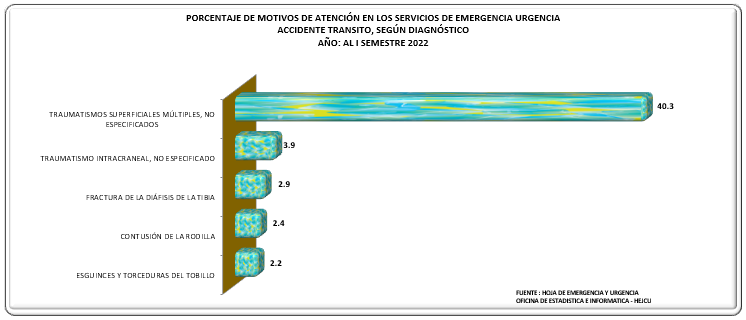 PORCENTAJE DE MOTIVOS DE ATENCIÓN EN LOS SERVICIOS DE EMERGENCIA URGENCIA
ACCIDENTE TRANSITO, SEGÚN DIAGNÓSTICO
AÑO: AL I SEMESTRE 2022
TRAUMATISMOS SUPERFICIALES MÚLTIPLES, NO
ESPECIFICADOS
40.3
TRAUMATISMO INTRACRANEAL, NO ESPECIFICADO
3.9
FRACTURA DE LA DIÁFISIS DE LA TIBIA
2.9
CONTUSIÓN DE LA RODILLA
2.4
ESGUINCES Y TORCEDURAS DEL TOBILLO
2.2
FUENTE : HOJA DE EMERGENCIA Y URGENCIA
OFICINA DE ESTADISTICA E INFORMATICA - HEJCU